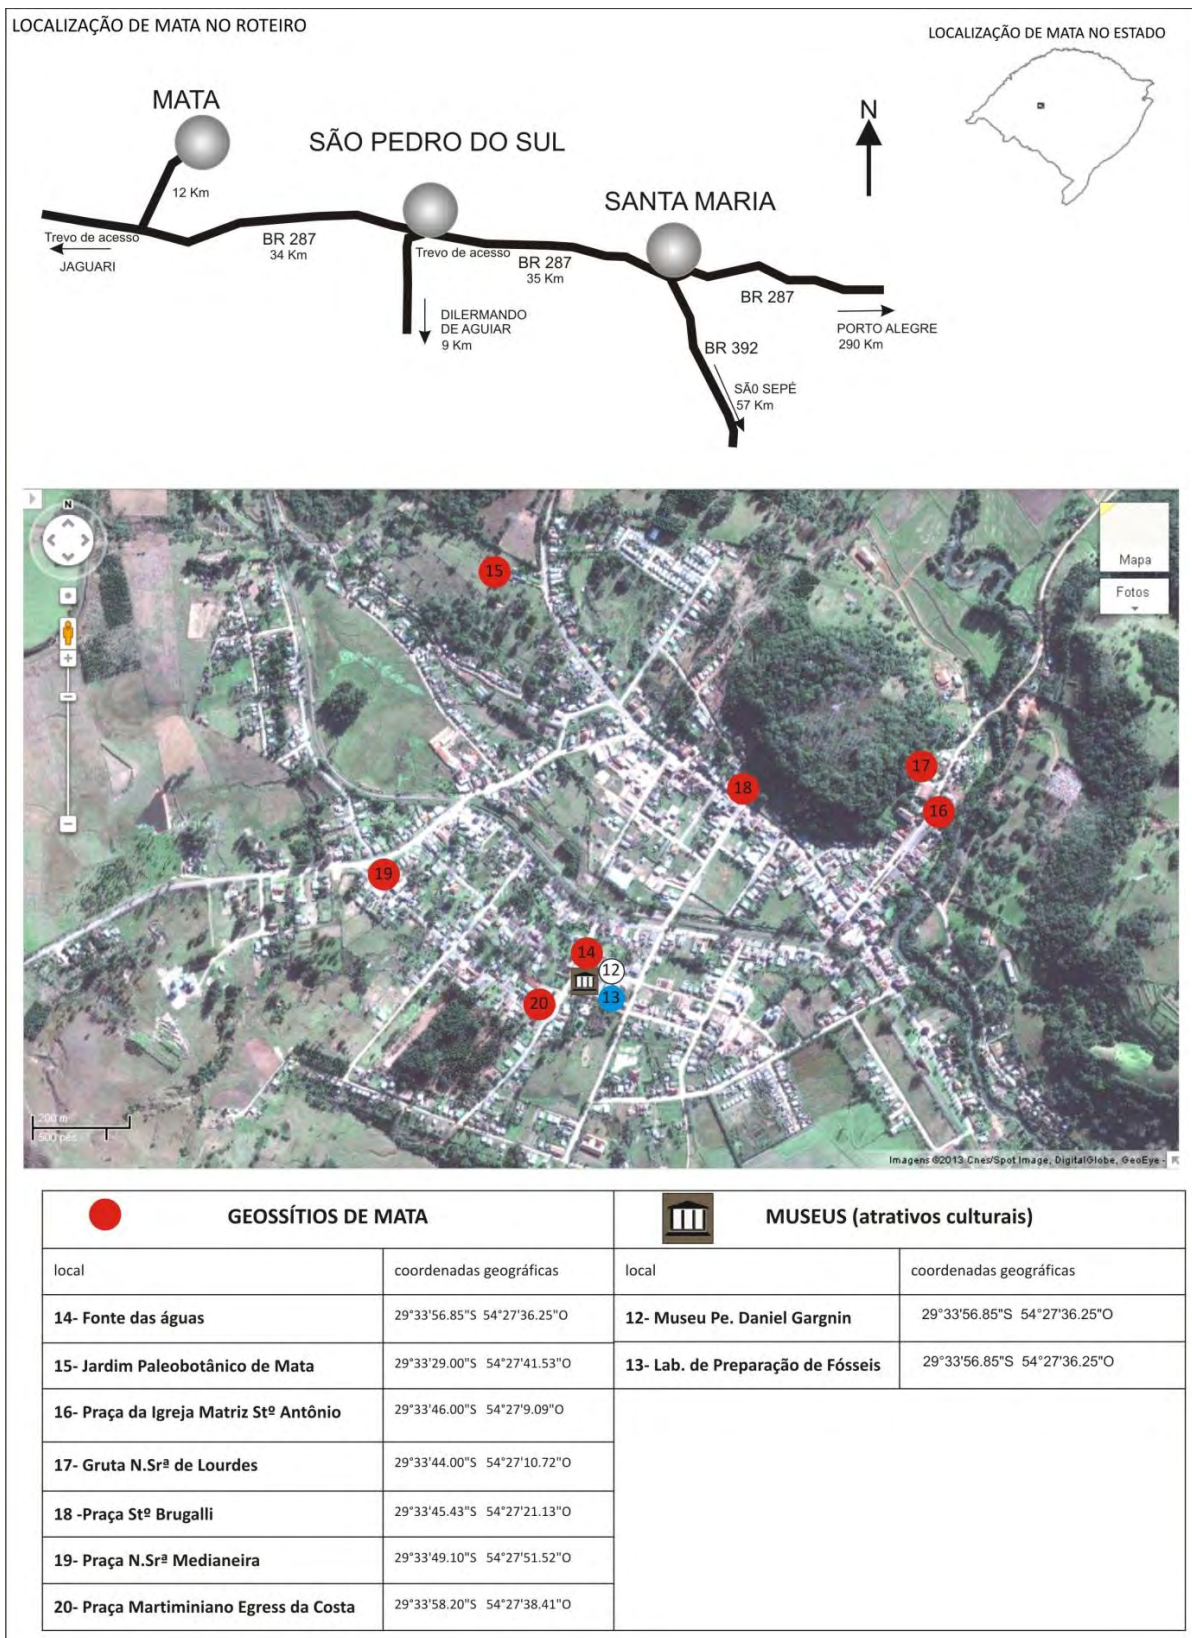 LOCALIZAÇÃO DE MATA NO ROTEIRO
LOCALIZAÇÃO DE MATA NO ESTADO
MATA
N
SÃO PEDRO DO SUL
12 Km
SANTA MARIA
Trevo de acesso
BR 287
34 Km
JAGUARI
Trevo de acesso
BR 287
35 Km
BR 287
DILERMANDO
DE AGUIAR
9 Km
PORTO ALEGRE
290 Km
BR 392
SÃ0 SEPÉ
57 Km
N
Mapa
Fotos
15
17
18
16
19
14
12
13
20
200 m
500 pés
Imagens ©2013 Cnes/Spot Image, DigitalGlobe, GeoEye -
GEOSSÍTIOS DE MATA
MUSEUS (atrativos culturais)
local
coordenadas geográficas
local
coordenadas geográficas
14- Fonte das águas
29°33'56.85"S 54°27'36.25"O
12- Museu Pe. Daniel Gargnin
29°33'56.85"S 54°27'36.25"O
15- Jardim Paleobotânico de Mata
29°33'29.00"S 54°27'41.53"O
13- Lab. de Preparação de Fósseis
29°33'56.85"S 54°27'36.25"O
16- Praça da Igreja Matriz Stº Antônio
29°33'46.00"S 54°27'9.09"O
17- Gruta N.Srª de Lourdes
29°33'44.00"S 54°27'10.72"O
18 -Praça Stº Brugalli
29°33'45.43"S 54°27'21.13"O
19- Praça N.Srª Medianeira
29°33'49.10"S 54°27'51.52"O
20- Praça Martiminiano Egress da Costa
29°33'58.20"S 54°27'38.41"O